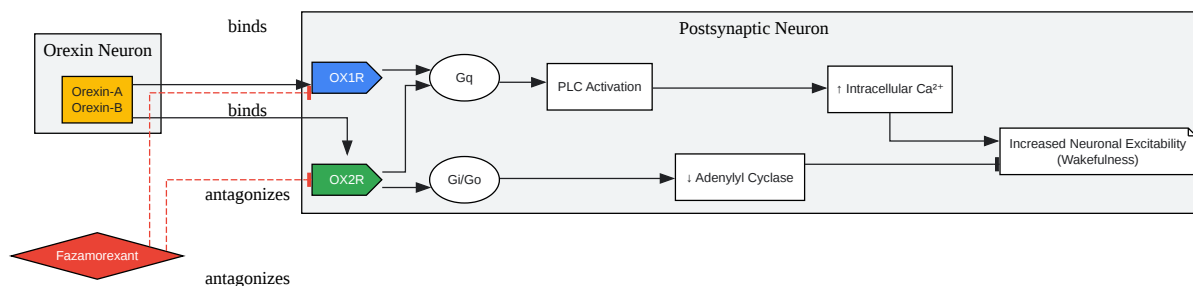 binds
Postsynaptic Neuron
Orexin Neuron
OX1R
Gq
Orexin-A
Orexin-B
PLC Activation
↑ Intracellular Ca²⁺
binds
Increased Neuronal Excitability
(Wakefulness)
OX2R
Gi/Go
↓ Adenylyl Cyclase
antagonizes
Fazamorexant
antagonizes